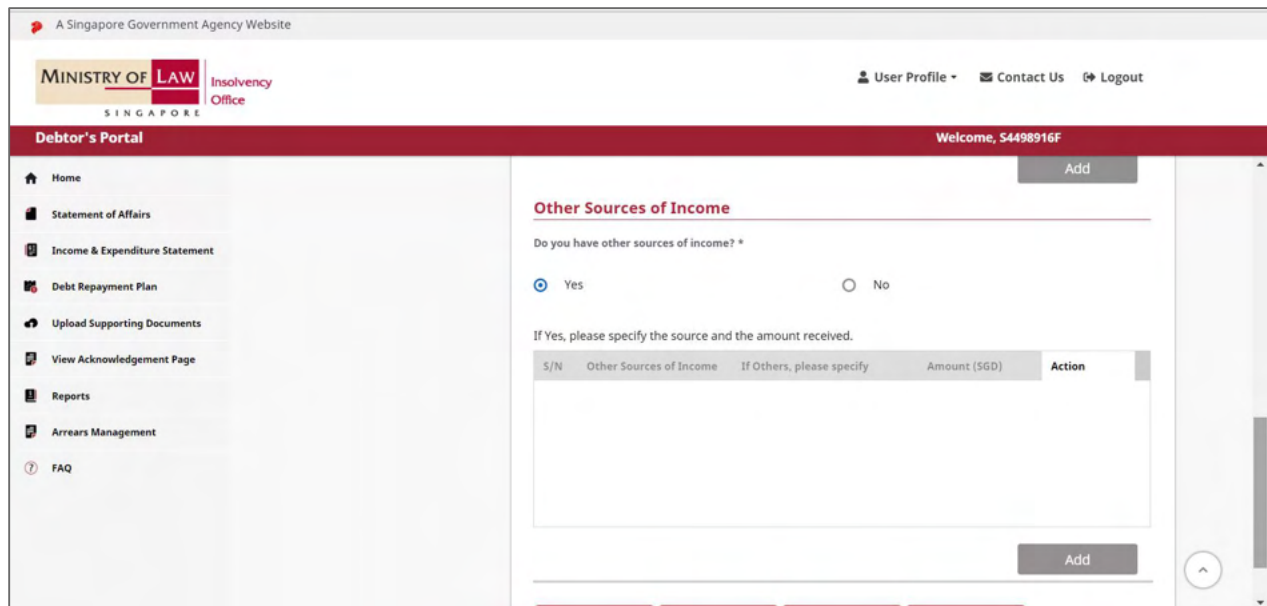 A Singapore Government Agency Website
MINISTRY OF LAW
SINGAPORE
Insolvency
Office
User Profile
Contact Us
Logout
Debtor's Portal
Welcome, S4498916F
Home
Statement of Affairs
Income & Expenditure Statement
Debt Repayment Plan
Upload Supporting Documents
View Acknowledgement Page
Reports
Arrears Management
FAQ
Add
Other Sources of Income
Do you have other sources of income? *
Yes No
If Yes, please specify the source and the amount received.
S/N Other Sources of Income If Others, please specify Amount (SGD) Action
Add